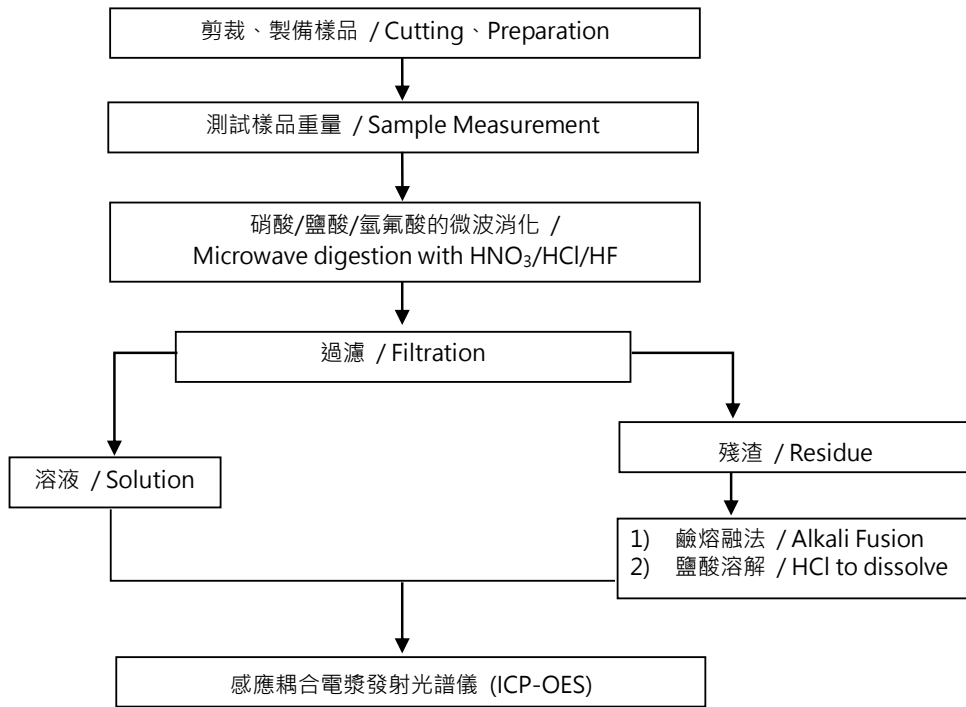 剪裁、製備樣品 / Cutting、Preparation
測試樣品重量 / Sample Measurement
硝酸/鹽酸/氫氟酸的微波消化 /
Microwave digestion with HNO₃/HCl/HF
過濾 / Filtration
溶液 / Solution
殘渣 / Residue
1) 鹼熔融法 / Alkali Fusion
2) 鹽酸溶解 / HCl to dissolve
感應耦合電漿發射光譜儀 (ICP-OES)